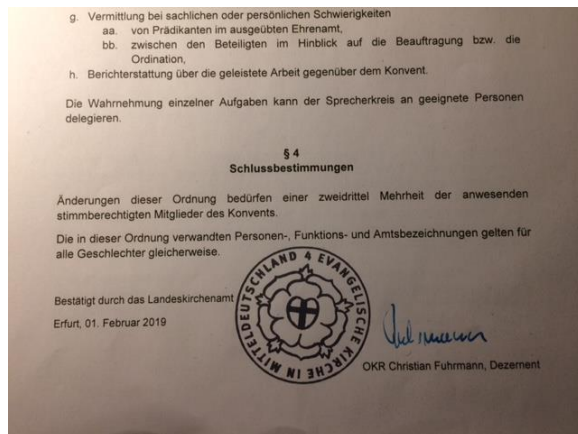 g. Vermittlung bei sachlichen oder persönlichen Schwierigkeiten
aa. von Prädikanten im ausgeübten Ehrenamt,
bb. zwischen den Beteiligten im Hinblick auf die Beauftragung bzw. die
Ordination,
h. Berichterstattung über die geleistete Arbeit gegenüber dem Konvent.
Die Wahrnehmung einzelner Aufgaben kann der Sprecherkreis an geeignete Personen
delegieren.
§ 4
Schlussbestimmungen
Änderungen dieser Ordnung bedürfen einer zweidrittel Mehrheit der anwesenden
stimmberechtigten Mitglieder des Konvents.
Die in dieser Ordnung verwandten Personen-, Funktions- und Amtsbezeichnungen gelten für
alle Geschlechter gleicherweise.
Bestätigt durch das Landeskirchenamt
Erfurt, 01. Februar 2019
4 EVANGELISCHE KIRCHE IN MITTELDEUTSCHLAND
OKR Christian Fuhrmann, Dezernent